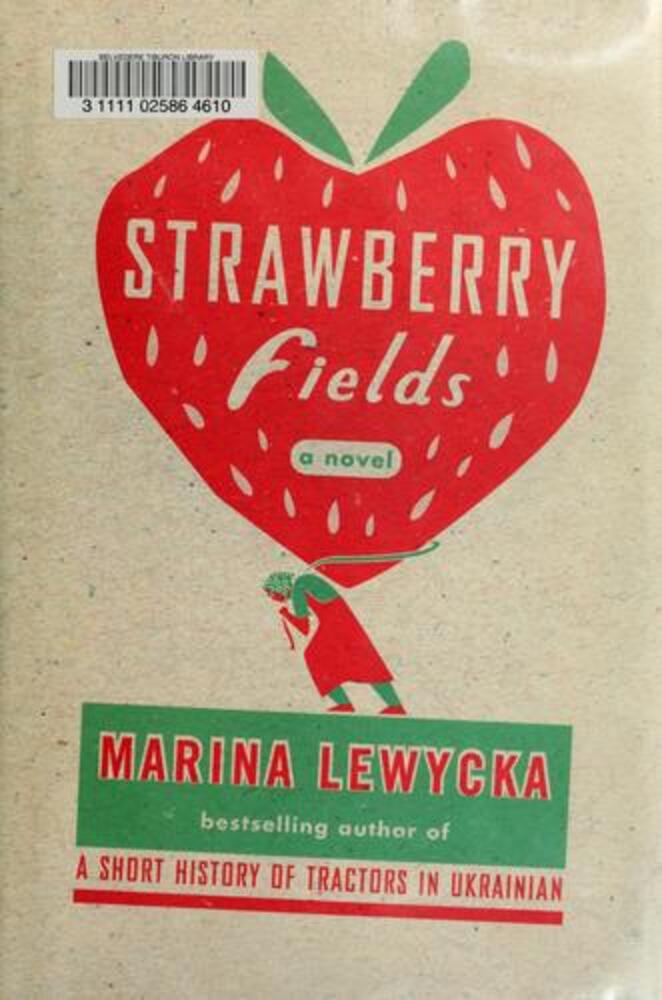 BELVEDERE TIBURON LIBRARY
3 1111 02586 4610
STRAWBERRY
fields
a novel
MARINA LEWYCKA
bestselling author of
A SHORT HISTORY OF TRACTORS IN UKRAINIAN